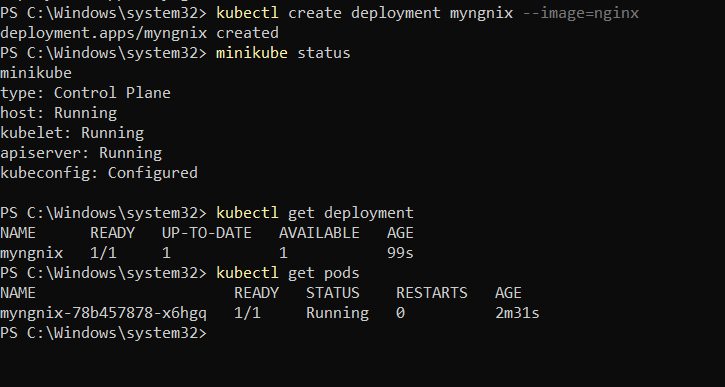 PS C:\Windows\system32> kubectl create deployment myngnix --image=nginx
deployment.apps/myngnix created
PS C:\Windows\system32> minikube status
minikube
type: Control Plane
host: Running
kubelet: Running
apiserver: Running
kubeconfig: Configured

PS C:\Windows\system32> kubectl get deployment
NAME      READY   UP-TO-DATE   AVAILABLE   AGE
myngnix   1/1     1            1           99s
PS C:\Windows\system32> kubectl get pods
NAME                      READY   STATUS    RESTARTS   AGE
myngnix-78b457878-x6hgq   1/1     Running   0          2m31s
PS C:\Windows\system32>